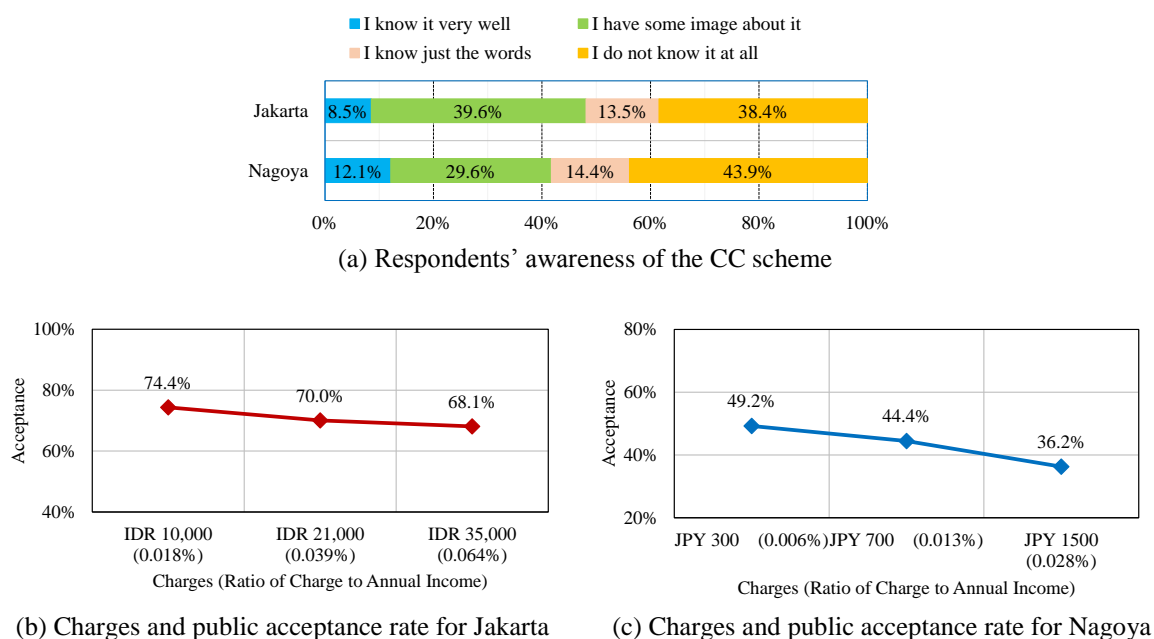 I know it very well
I have some image about it
I know just the words
I do not know it at all
Jakarta
8.5%
39.6%
13.5%
38.4%
Nagoya
12.1%
29.6%
14.4%
43.9%
0%
20%
40%
60%
80%
100%
(a) Respondents’ awareness of the CC scheme
100%
80%
60%
40%
Acceptance
74.4%
70.0%
68.1%
IDR 10,000
(0.018%)
IDR 21,000
(0.039%)
IDR 35,000
(0.064%)
Charges (Ratio of Charge to Annual Income)
(b) Charges and public acceptance rate for Jakarta
80%
60%
40%
20%
Acceptance
49.2%
44.4%
36.2%
JPY 300 (0.006%)
JPY 700 (0.013%)
JPY 1500
(0.028%)
Charges (Ratio of Charge to Annual Income)
(c) Charges and public acceptance rate for Nagoya